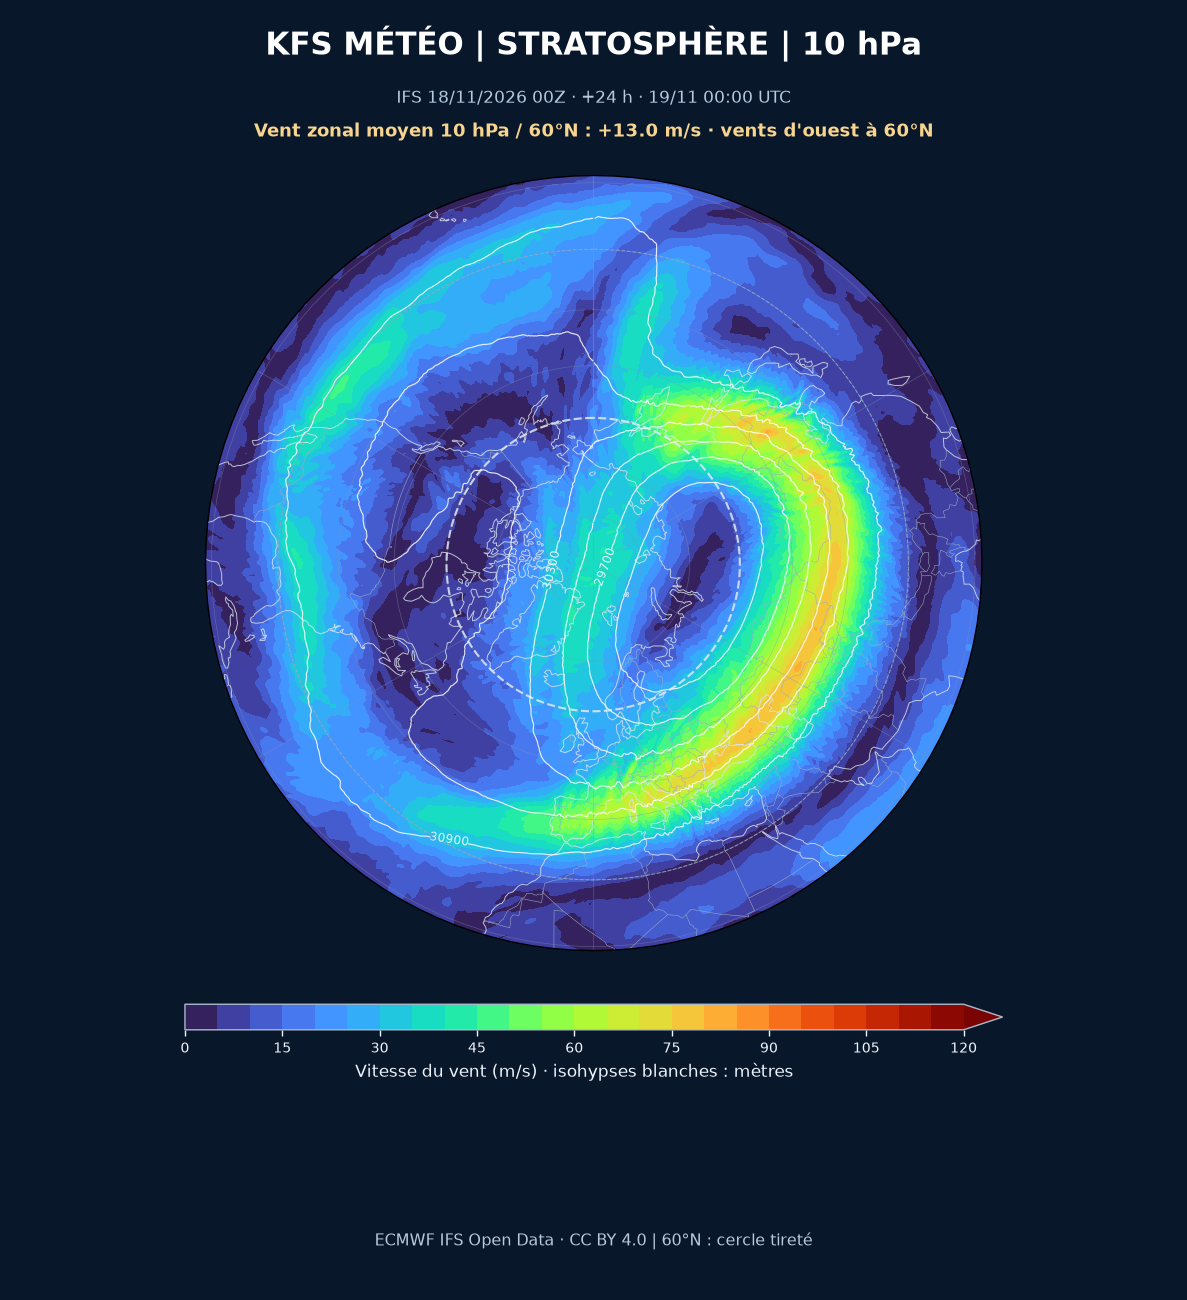 KFS MÉTÉO | STRATOSPHÈRE | 10 hPa
IFS 18/11/2026 00Z · +24 h · 19/11 00:00 UTC
Vent zonal moyen 10 hPa / 60°N : +13.0 m/s · vents d'ouest à 60°N
30300
29700
30900
0 15 30 45 60 75 90 105 120
Vitesse du vent (m/s) · isohypses blanches : mètres
ECMWF IFS Open Data · CC BY 4.0 | 60°N : cercle tireté